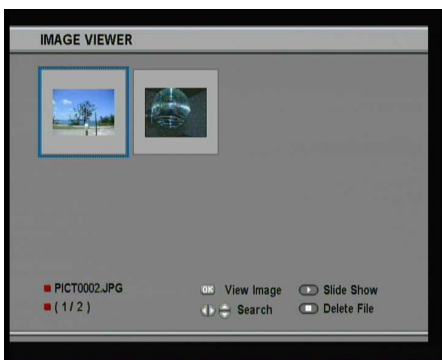 IMAGE VIEWER
PICT0002.JPG
OK View Image Slide Show
( 1 / 2 )
Search Delete File